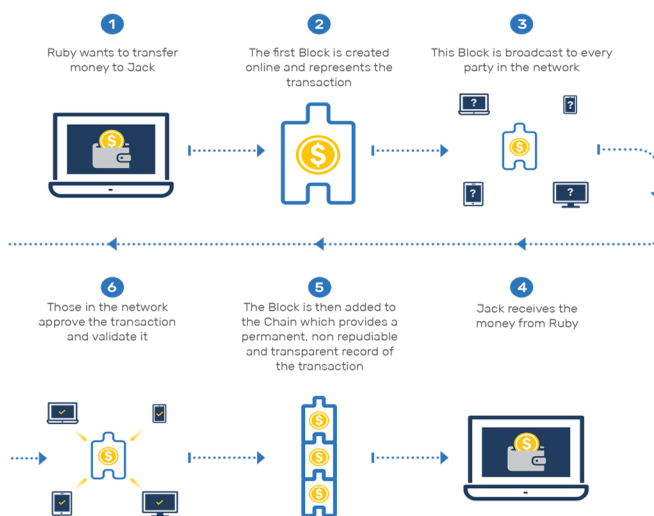 1
Ruby wants to transfer
money to Jack
2
The first Block is created
online and represents the
transaction
3
This Block is broadcast to every
party in the network
$
$
?
?
$
?
?
6
Those in the network
approve the transaction
and validate it
5
The Block is then added to
the Chain which provides a
permanent, non repudiable
and transparent record of
the transaction
4
Jack receives the
money from Ruby
$
$
$
$
$